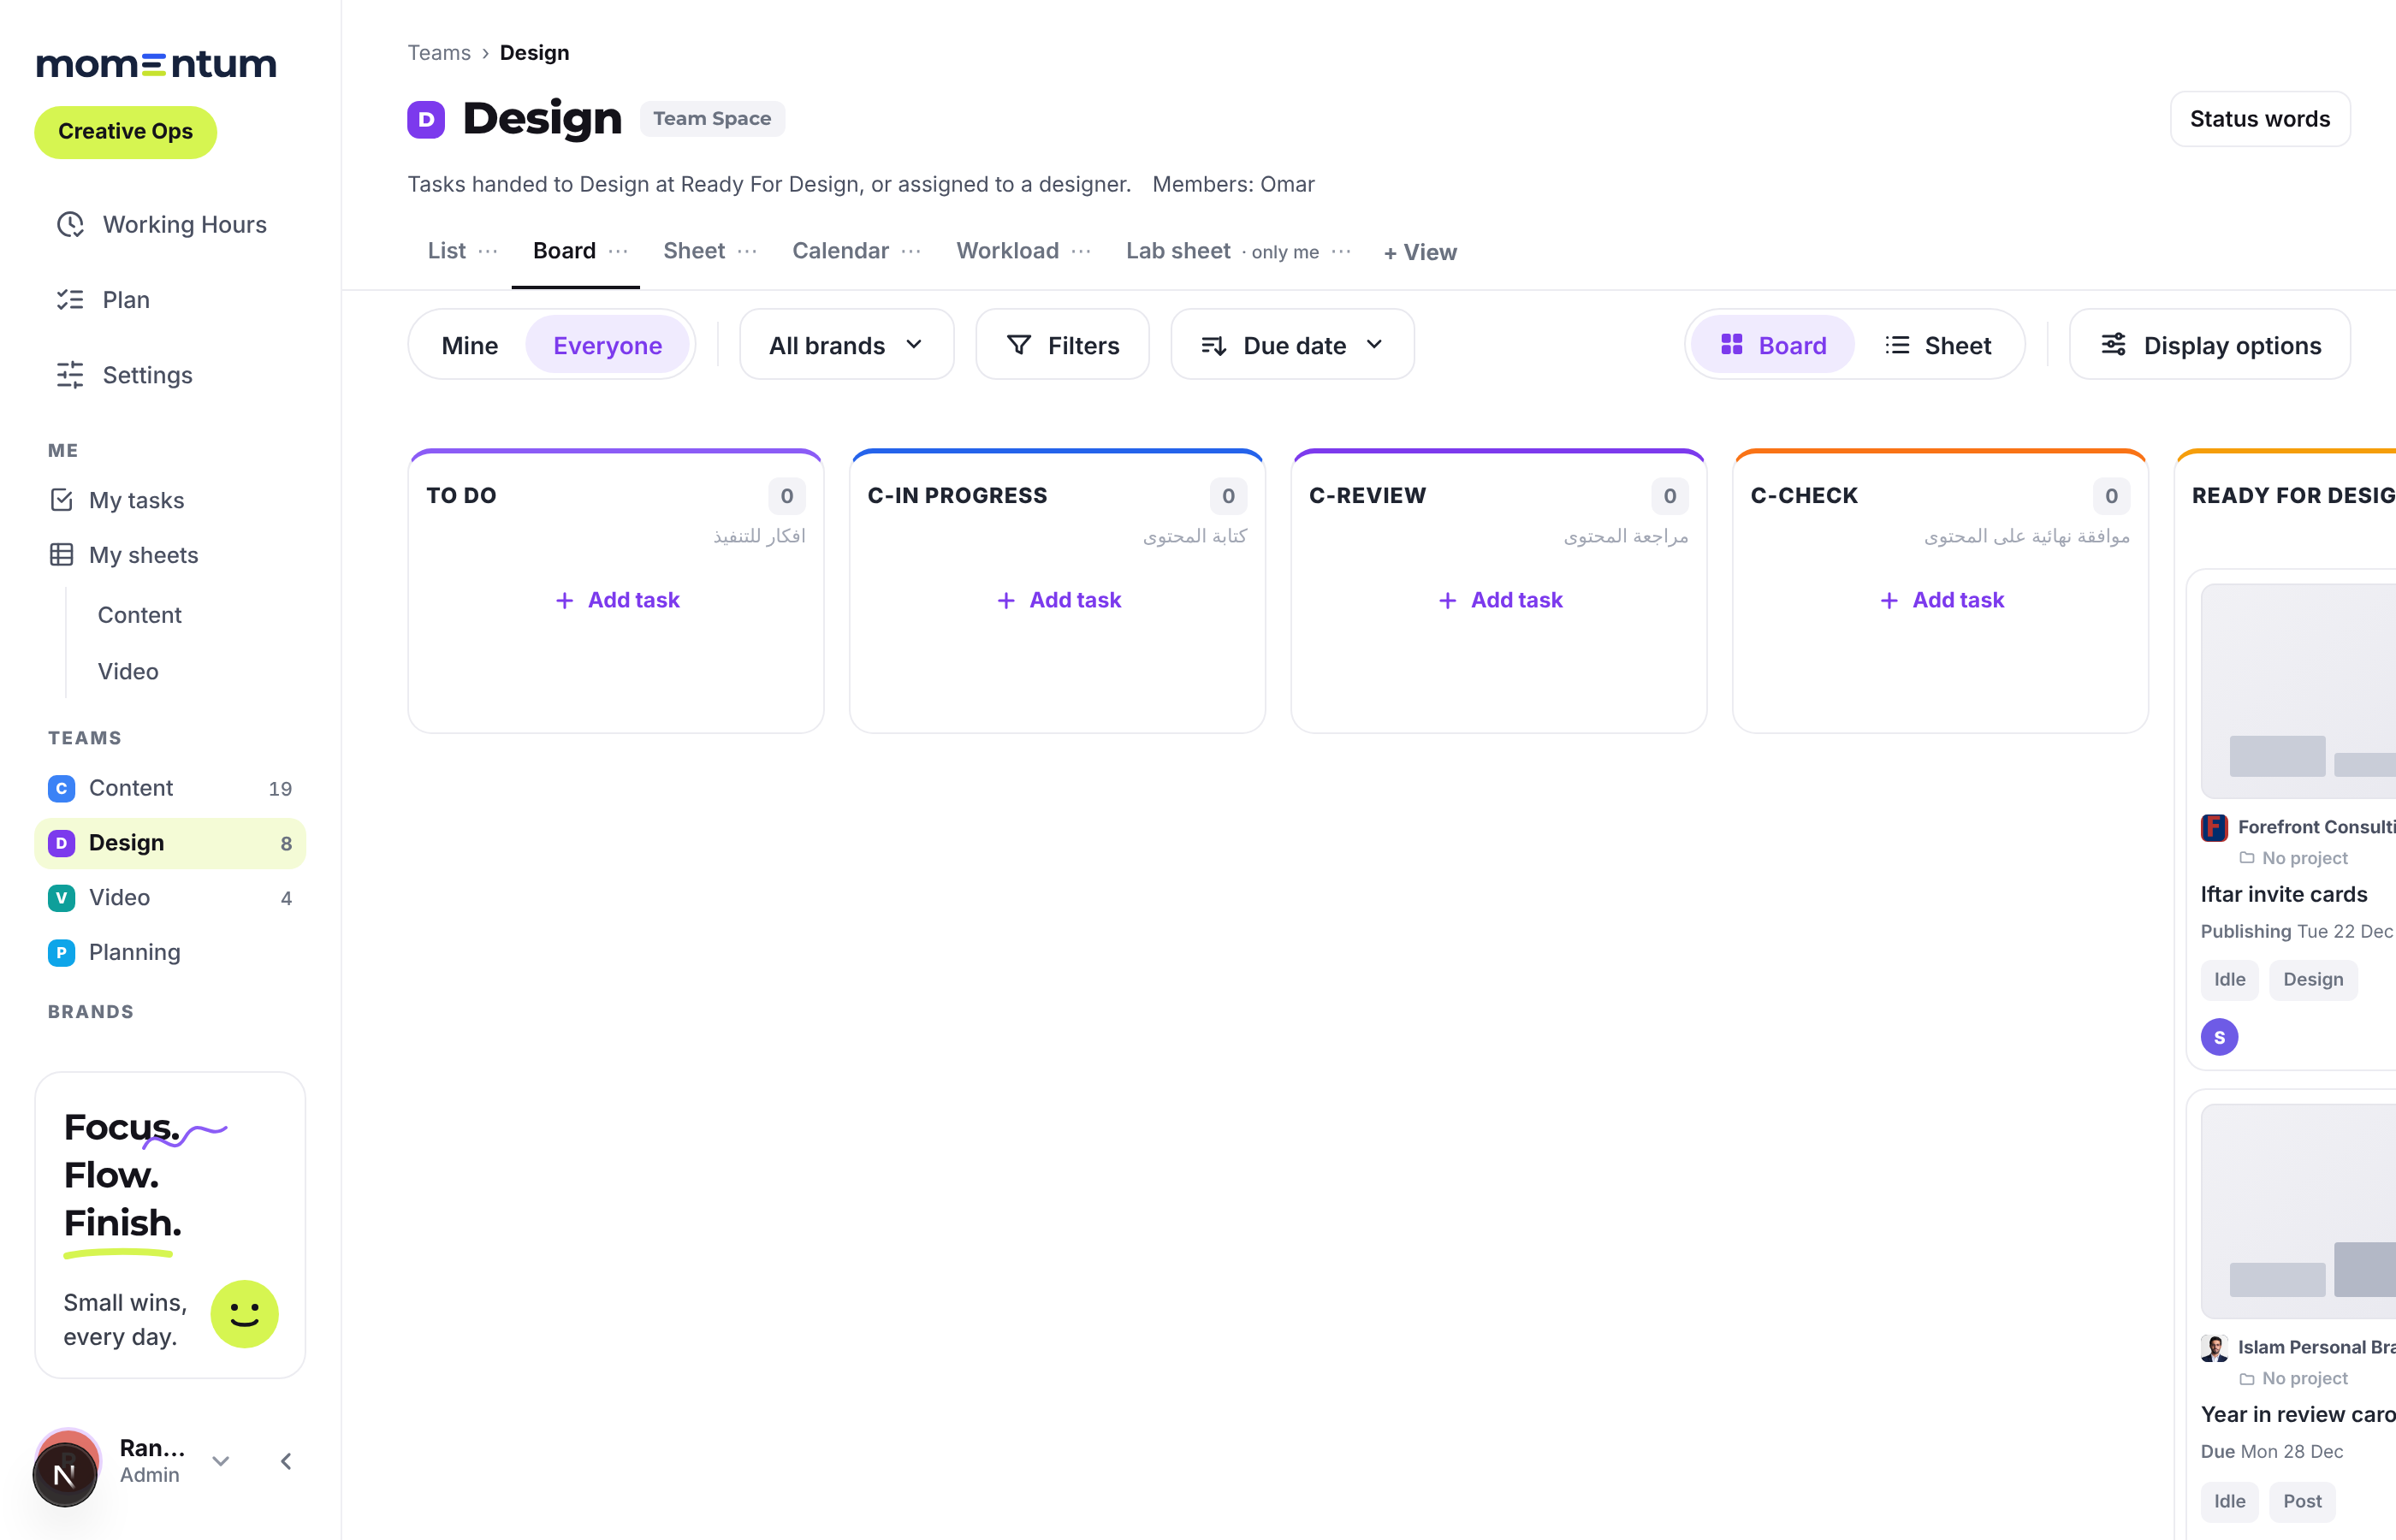 momentum
Creative Ops
Working Hours
Plan
Settings
ME
My tasks
My sheets
Content
Video
TEAMS
C Content 19
D Design 8
V Video 4
P Planning
BRANDS
Focus.
Flow.
Finish.
Small wins,
every day.
N
Ran...
Admin
Teams › Design
D Design Team Space
Status words
Tasks handed to Design at Ready For Design, or assigned to a designer. Members: Omar
List ··· Board ··· Sheet ··· Calendar ··· Workload ··· Lab sheet · only me ··· + View
Mine Everyone All brands Filters Due date Board Sheet Display options
TO DO 0
افكار للتنفيذ
+ Add task
C-IN PROGRESS 0
كتابة المحتوى
+ Add task
C-REVIEW 0
مراجعة المحتوى
+ Add task
C-CHECK 0
موافقة نهائية على المحتوى
+ Add task
READY FOR DESIG
F Forefront Consulti
No project
Iftar invite cards
Publishing Tue 22 Dec
Idle Design
S
Islam Personal Bra
No project
Year in review caro
Due Mon 28 Dec
Idle Post